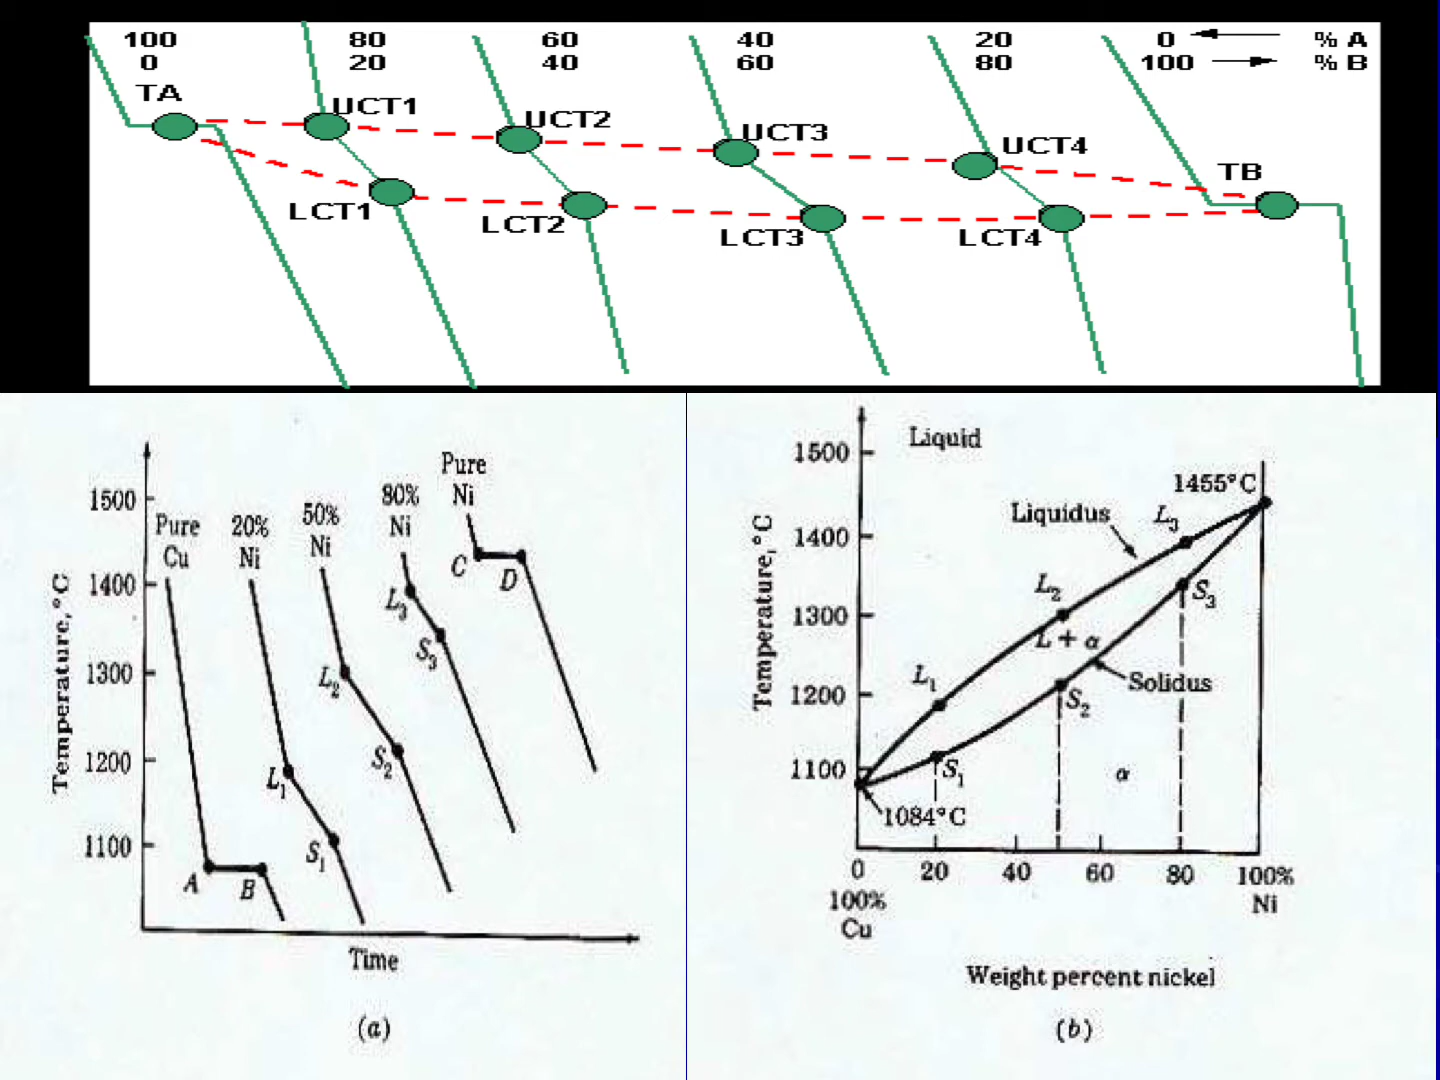 100 80 60 40 20 0 % A
0 20 40 60 80 100 % B
TA
UCT1
UCT2
UCT3
UCT4
TB
LCT1
LCT2
LCT3
LCT4
Temperature, °C
1500
1400
1300
1200
1100
Pure
Cu
20%
Ni
50%
Ni
80%
Ni
Pure
Ni
A
B
L1
S1
L2
S2
L3
S3
C
D
Time
(a)
Temperature, °C
1500
1400
1300
1200
1100
Liquid
1455°C
Liquidus
L3
L2
L + α
S3
L1
Solidus
S2
S1
α
1084°C
0 20 40 60 80 100%
100%
Cu
Ni
Weight percent nickel
(b)